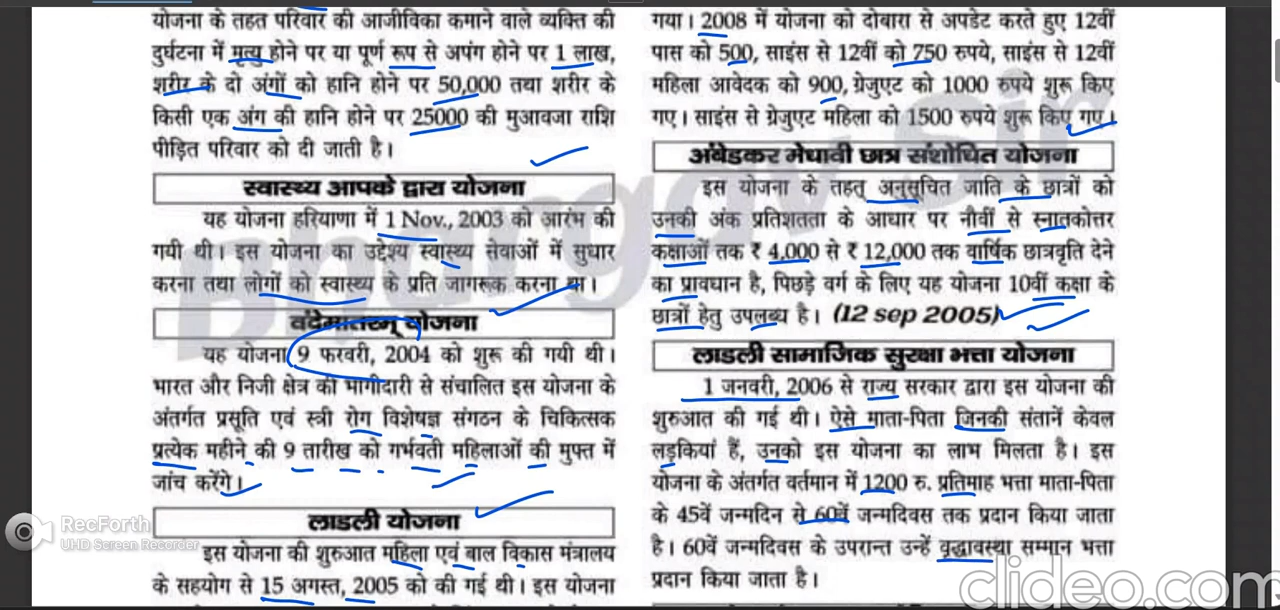 योजना के तहत परिवार की आजीविका कमाने वाले व्यक्ति की
दुर्घटना में मृत्यु होने पर या पूर्ण रूप से अपंग होने पर 1 लाख,
शरीर के दो अंगों को हानि होने पर 50,000 तथा शरीर के
किसी एक अंग की हानि होने पर 25000 की मुआवजा राशि
पीड़ित परिवार को दी जाती है।
स्वास्थ्य आपके द्वारा योजना
यह योजना हरियाणा में 1 Nov., 2003 को आरंभ की
गयी थी। इस योजना का उद्देश्य स्वास्थ्य सेवाओं में सुधार
करना तथा लोगों को स्वास्थ्य के प्रति जागरूक करना था।
वंदेमातरम् योजना
यह योजना 9 फरवरी, 2004 को शुरू की गयी थी।
भारत और निजी क्षेत्र की भागीदारी से संचालित इस योजना के
अंतर्गत प्रसूति एवं स्त्री रोग विशेषज्ञ संगठन के चिकित्सक
प्रत्येक महीने की 9 तारीख को गर्भवती महिलाओं की मुफ्त में
जांच करेंगे।
लाडली योजना
इस योजना की शुरुआत महिला एवं बाल विकास मंत्रालय
के सहयोग से 15 अगस्त, 2005 को की गई थी। इस योजना
गया। 2008 में योजना को दोबारा से अपडेट करते हुए 12वीं
पास को 500, साइंस से 12वीं को 750 रुपये, साइंस से 12वीं
महिला आवेदक को 900, ग्रेजुएट को 1000 रुपये शुरू किए
गए। साइंस से ग्रेजुएट महिला को 1500 रुपये शुरू किए गए।
अंबेडकर मेधावी छात्र संशोधित योजना
इस योजना के तहत् अनुसूचित जाति के छात्रों को
उनकी अंक प्रतिशतता के आधार पर नौवीं से स्नातकोत्तर
कक्षाओं तक ₹ 4,000 से ₹ 12,000 तक वार्षिक छात्रवृति देने
का प्रावधान है, पिछड़े वर्ग के लिए यह योजना 10वीं कक्षा के
छात्रों हेतु उपलब्ध है। (12 sep 2005)
लाडली सामाजिक सुरक्षा भत्ता योजना
1 जनवरी, 2006 से राज्य सरकार द्वारा इस योजना की
शुरुआत की गई थी। ऐसे माता-पिता जिनकी संतानें केवल
लड़कियां हैं, उनको इस योजना का लाभ मिलता है। इस
योजना के अंतर्गत वर्तमान में 1200 रु. प्रतिमाह भत्ता माता-पिता
के 45वें जन्मदिन से 60वें जन्मदिवस तक प्रदान किया जाता
है। 60वें जन्मदिवस के उपरान्त उन्हें वृद्धावस्था सम्मान भत्ता
प्रदान किया जाता है।
Bhargav sir
RecForth
UHD Screen Recorder
clideo.com